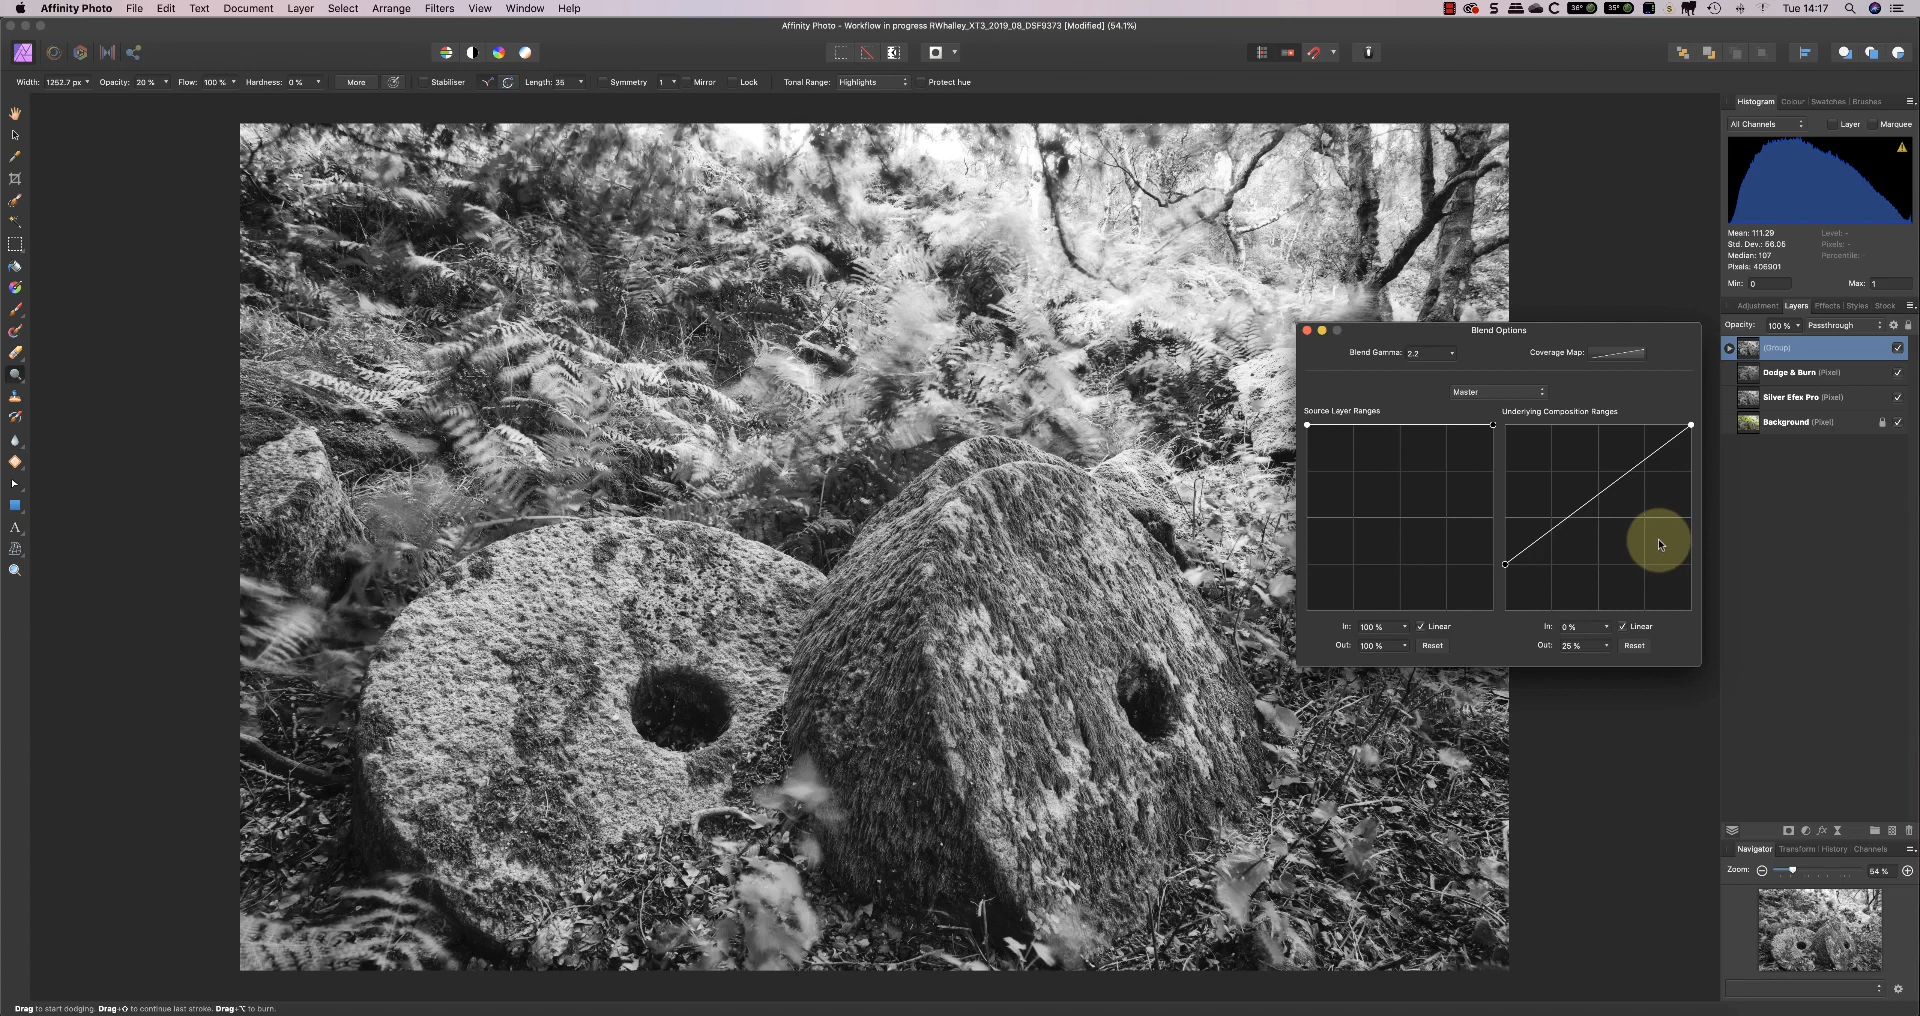 Affinity Photo File Edit Text Document Layer Select Arrange Filters View Window Help 36° 35° Tue 14:17
Affinity Photo - Workflow in progress RWhalley_XT3_2019_08_DSF9373 [Modified] (54.1%)
Width: 1252.7 px Opacity: 20 % Flow: 100 % Hardness: 0 % More Stabiliser Length: 35 Symmetry 1 Mirror Lock Tonal Range: Highlights Protect hue
Histogram Colour Swatches Brushes
All Channels Layer Marquee
Mean: 111.29 Level: -
Std. Dev.: 56.05 Pixels: -
Median: 107 Percentile: -
Pixels: 406901
Min: 0 Max: 1
Adjustment Layers Effects Styles Stock
Opacity: 100 % Passthrough
(Group)
Dodge & Burn (Pixel)
Silver Efex Pro (Pixel)
Background (Pixel)
Blend Options
Blend Gamma: 2.2 Coverage Map:
Master
Source Layer Ranges Underlying Composition Ranges
In: 100 % Linear In: 0 % Linear
Out: 100 % Reset Out: 25 % Reset
Navigator Transform History Channels
Zoom: 54 %
A
Drag to start dodging. Drag+⇧ to continue last stroke. Drag+⌥ to burn.